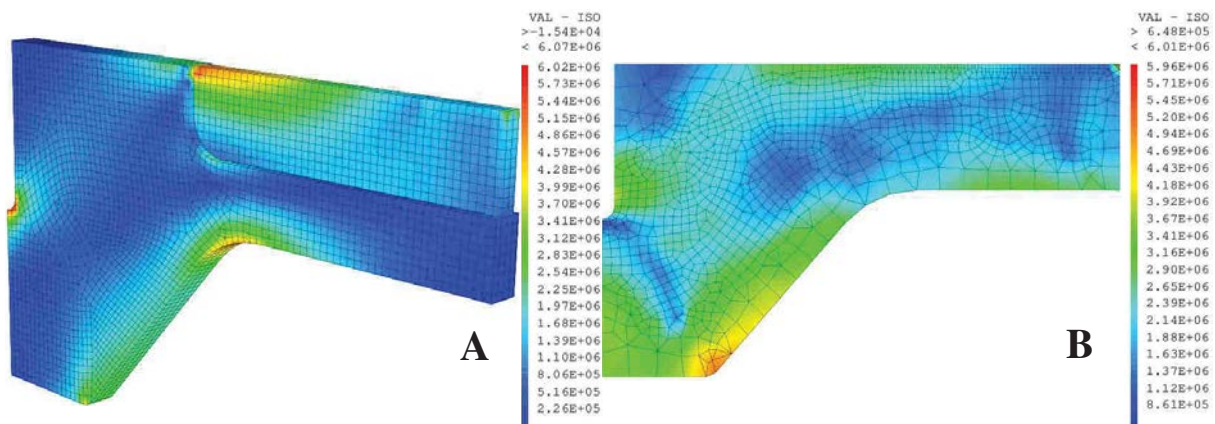 VAL - ISO
>-1.54E+04
< 6.07E+06
6.02E+06
5.73E+06
5.44E+06
5.15E+06
4.86E+06
4.57E+06
4.28E+06
3.99E+06
3.70E+06
3.41E+06
3.12E+06
2.83E+06
2.54E+06
2.25E+06
1.97E+06
1.68E+06
1.39E+06
1.10E+06
8.06E+05
5.16E+05
2.26E+05
A
VAL - ISO
> 6.48E+05
< 6.01E+06
5.96E+06
5.71E+06
5.45E+06
5.20E+06
4.94E+06
4.69E+06
4.43E+06
4.18E+06
3.92E+06
3.67E+06
3.41E+06
3.16E+06
2.90E+06
2.65E+06
2.39E+06
2.14E+06
1.88E+06
1.63E+06
1.37E+06
1.12E+06
8.61E+05
B